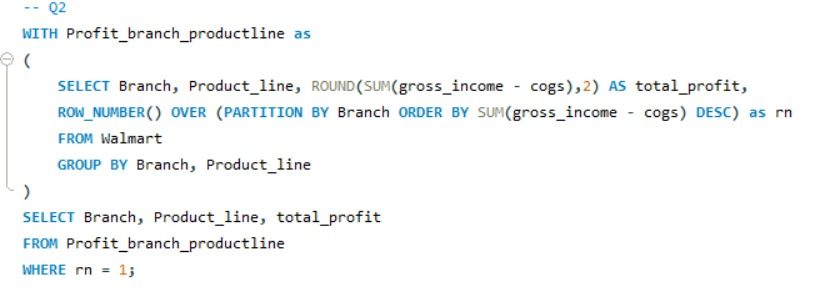 -- Q2
WITH Profit_branch_productline as
(
SELECT Branch, Product_line, ROUND(SUM(gross_income - cogs),2) AS total_profit,
ROW_NUMBER() OVER (PARTITION BY Branch ORDER BY SUM(gross_income - cogs) DESC) as rn
FROM Walmart
GROUP BY Branch, Product_line
)
SELECT Branch, Product_line, total_profit
FROM Profit_branch_productline
WHERE rn = 1;